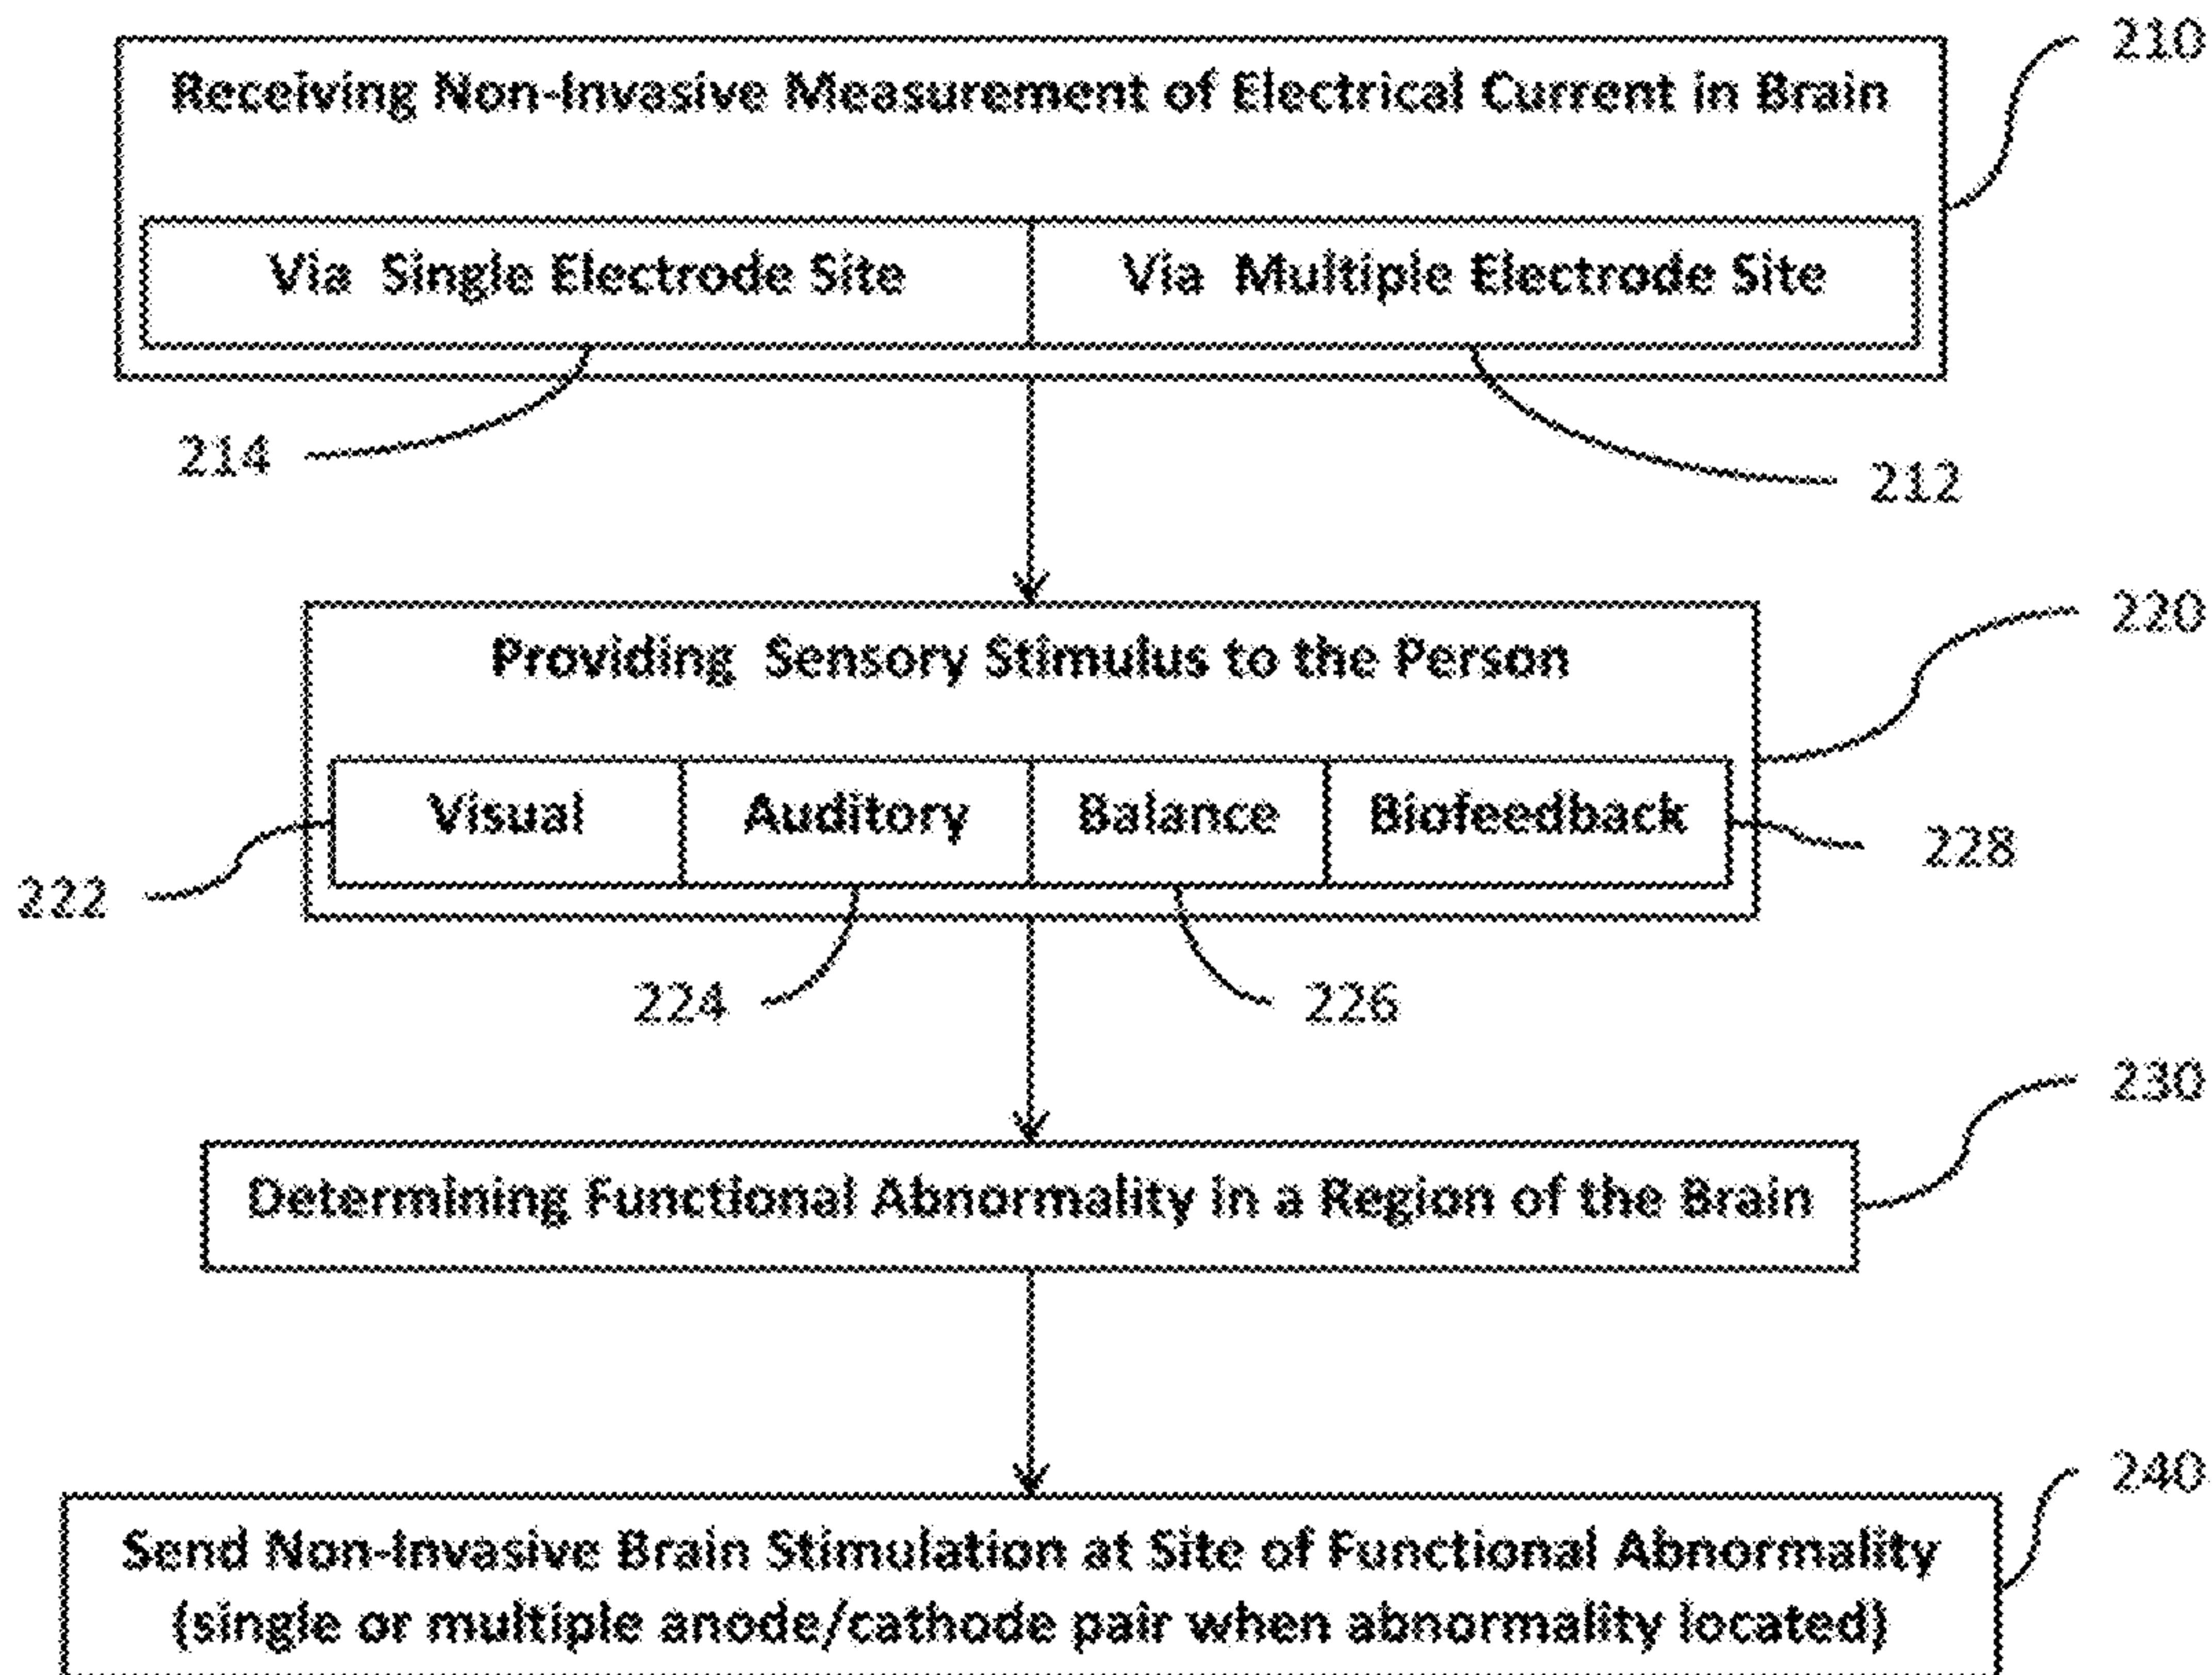 210
Receiving Non-Invasive Measurement of Electrical Current in Brain
Via Single Electrode Site
Via Multiple Electrode Site
214
212
220
Providing Sensory Stimulus to the Person
Visual
Auditory
Balance
Biofeedback
222
228
224
226
230
Determining Functional Abnormality in a Region of the Brain
240
Send Non-Invasive Brain Stimulation at Site of Functional Abnormality
(single or multiple anode/cathode pair when abnormality located)